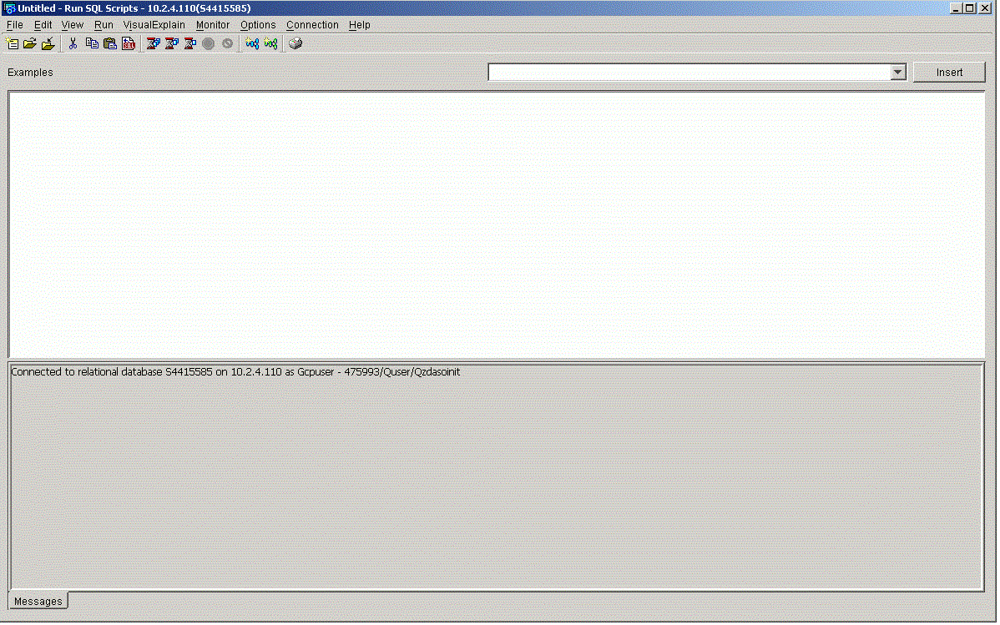 Untitled - Run SQL Scripts - 10.2.4.110(S4415585)
File Edit View Run VisualExplain Monitor Options Connection Help
Examples Insert
Connected to relational database S4415585 on 10.2.4.110 as Gcpuser - 475993/Quser/Qzdasoinit
Messages